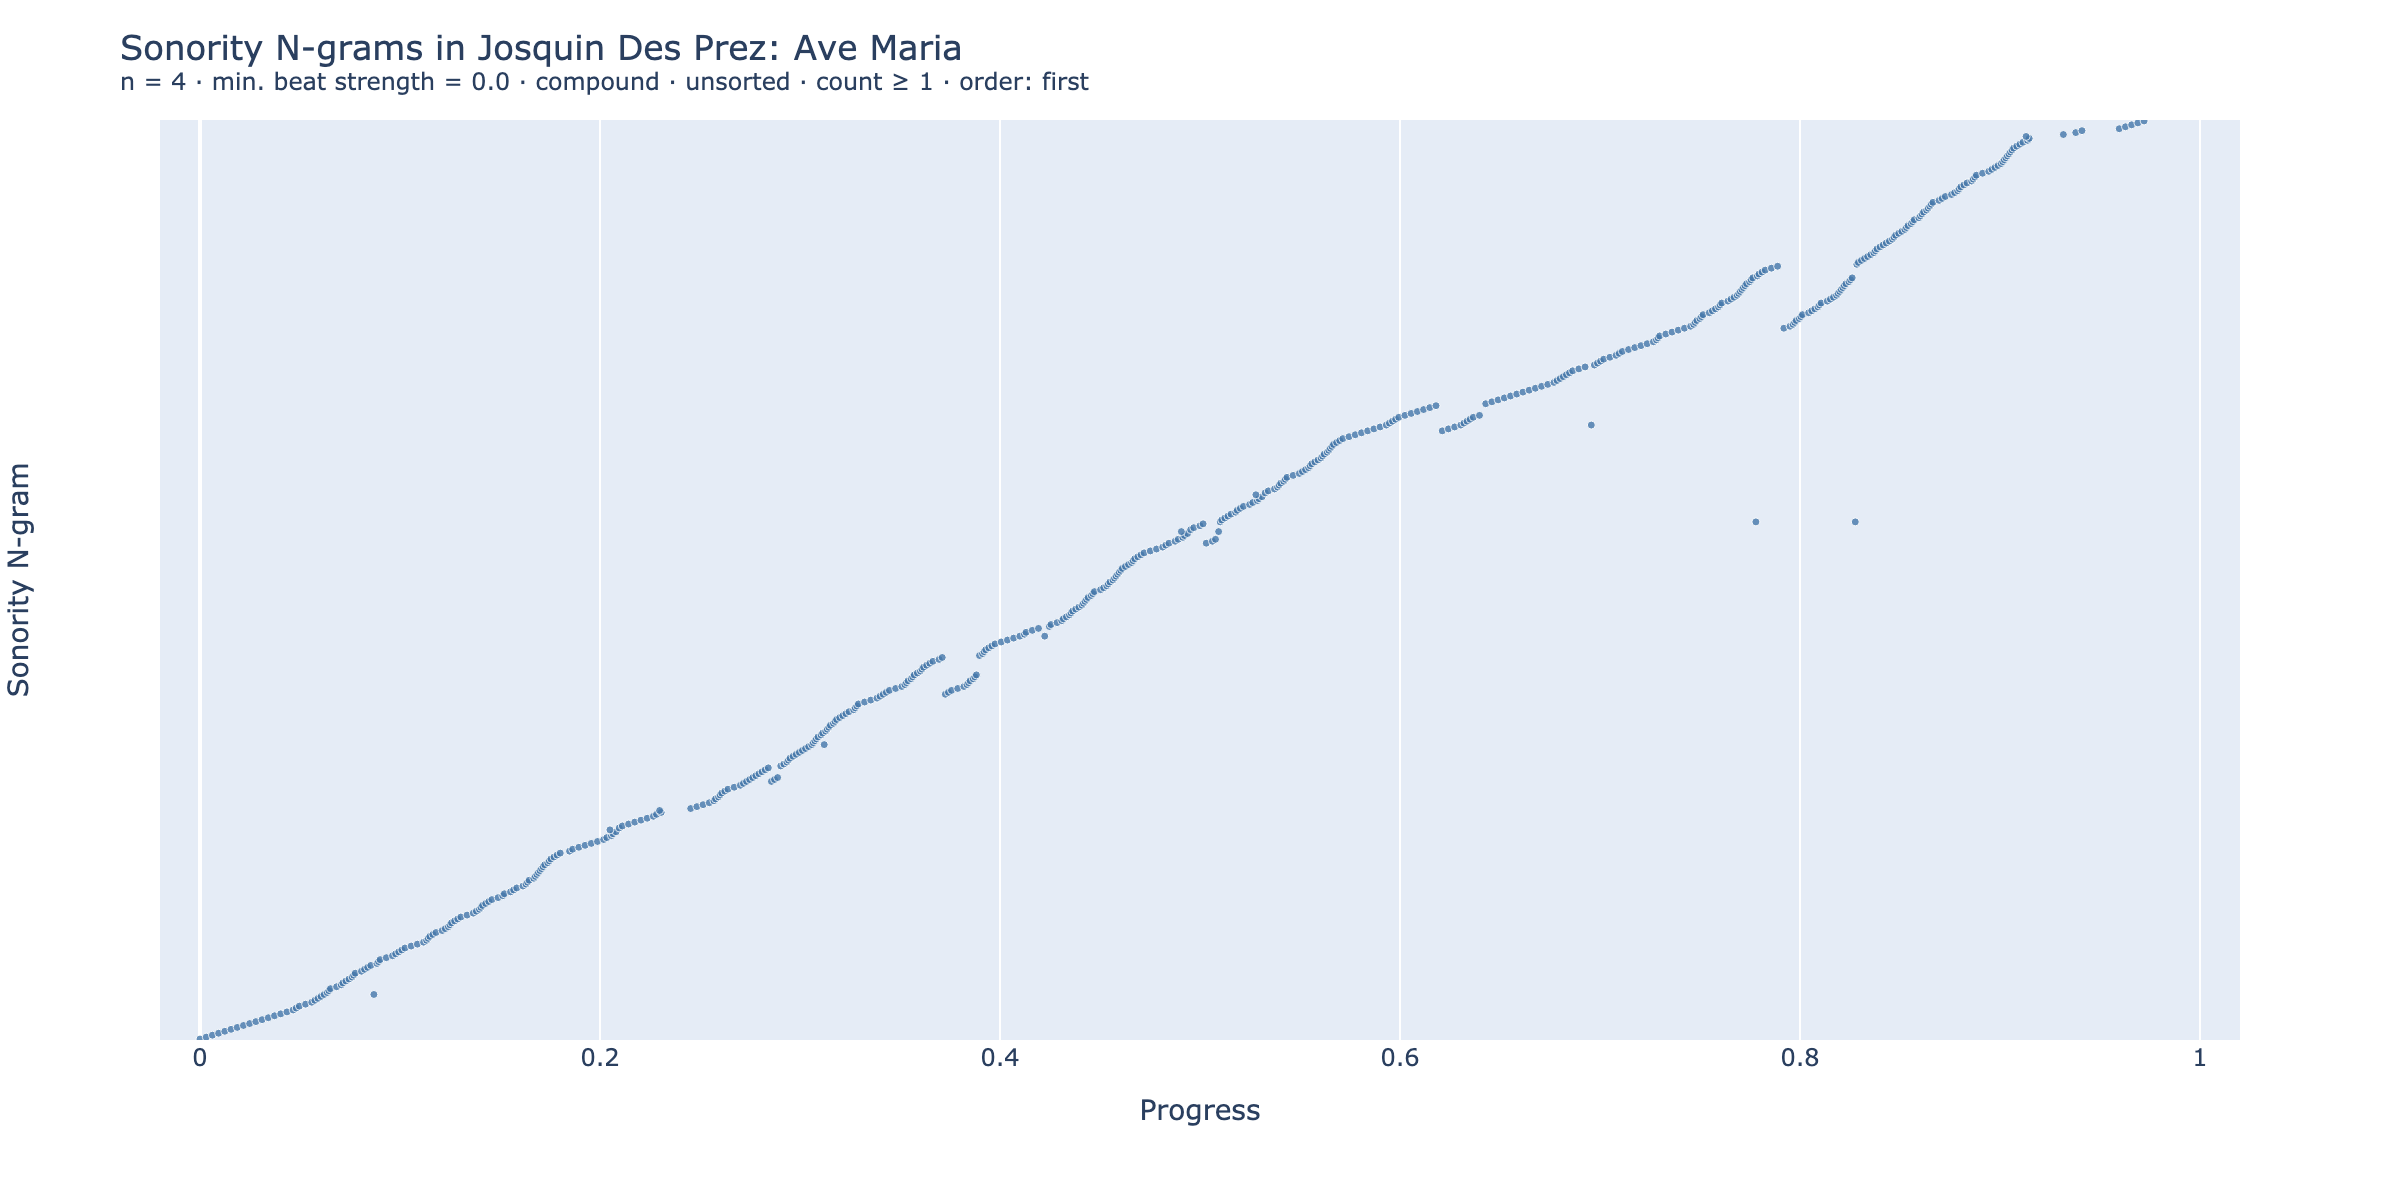 Sonority N-grams in Josquin Des Prez: Ave Maria
n = 4 · min. beat strength = 0.0 · compound · unsorted · count ≥ 1 · order: first
Sonority N-gram
0 0.2 0.4 0.6 0.8 1
Progress